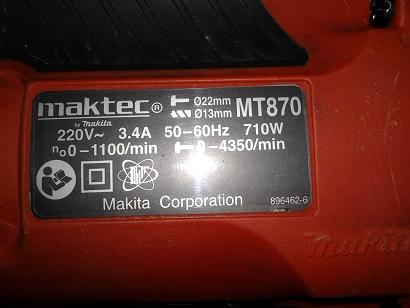 maktec® Ø22mm MT870
by Makita Ø13mm
220V~ 3.4A 50-60Hz 710W
n₀0-1100/min 0-4350/min
Makita Corporation 896462-6
Makita